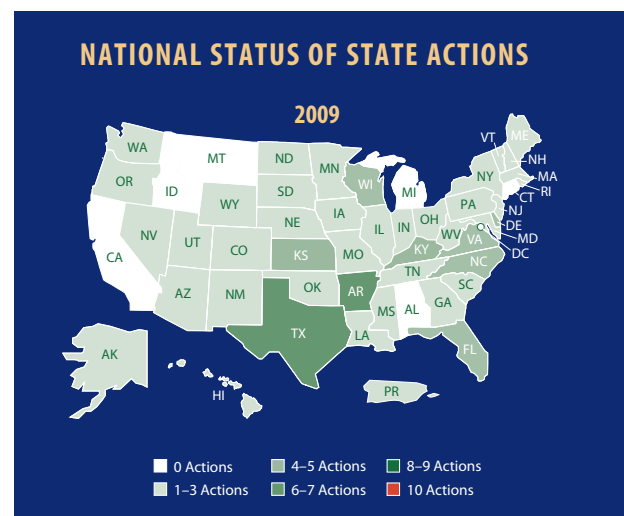 NATIONAL STATUS OF STATE ACTIONS
2009
WA
OR
MT
ID
WY
ND
SD
NE
MN
WI
MI
IA
IL
IN
OH
CA
NV
UT
CO
KS
MO
KY
WV
VA
NC
TN
SC
AZ
NM
OK
AR
TX
LA
MS
AL
GA
FL
VT
ME
NH
MA
RI
CT
NY
PA
NJ
DE
MD
DC
AK
HI
PR
0 Actions
4–5 Actions
8–9 Actions
1–3 Actions
6–7 Actions
10 Actions